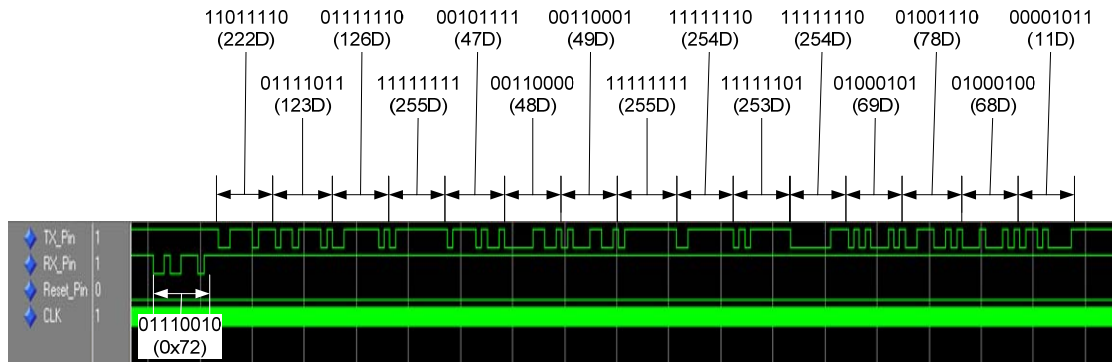 11011110
(222D)
01111110
(126D)
00101111
(47D)
00110001
(49D)
11111110
(254D)
11111110
(254D)
01001110
(78D)
00001011
(11D)
01111011
(123D)
11111111
(255D)
00110000
(48D)
11111111
(255D)
11111101
(253D)
01000101
(69D)
01000100
(68D)
TX_Pin 1
RX_Pin 1
Reset_Pin 0
CLK 1
01110010
(0x72)